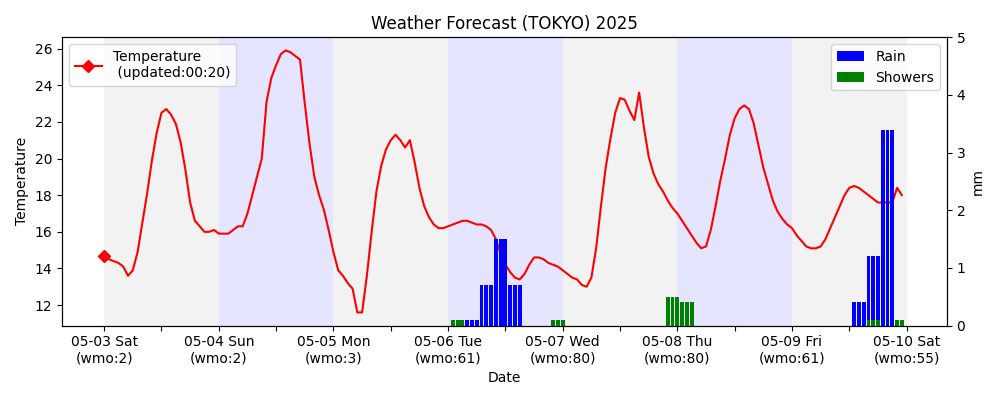 Weather Forecast (TOKYO) 2025
Temperature
(updated:00:20)
Rain
Showers
26
24
22
20
18
16
14
12
Temperature
5
4
3
2
1
0
mm
05-03 Sat
(wmo:2)
05-04 Sun
(wmo:2)
05-05 Mon
(wmo:3)
05-06 Tue
(wmo:61)
05-07 Wed
(wmo:80)
05-08 Thu
(wmo:80)
05-09 Fri
(wmo:61)
05-10 Sat
(wmo:55)
Date